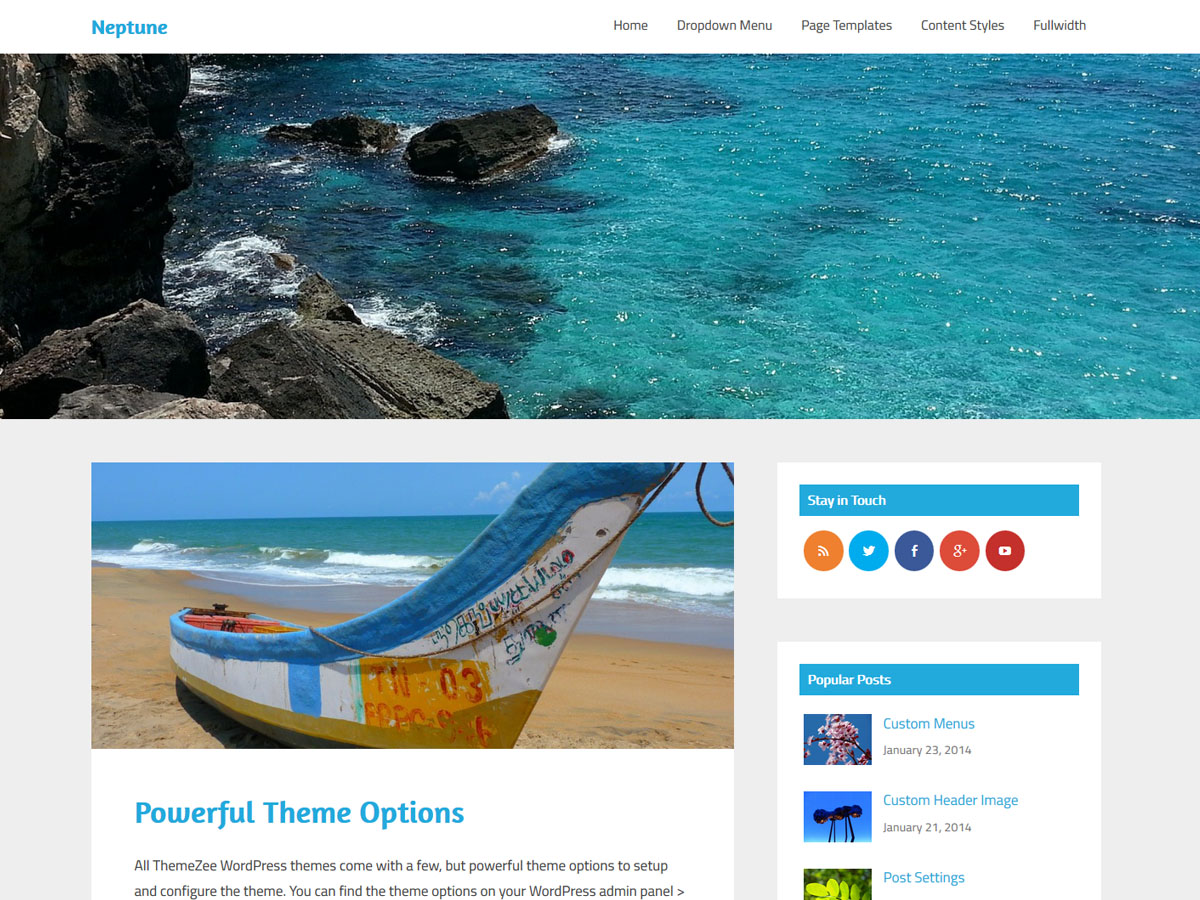 Neptune
Home Dropdown Menu Page Templates Content Styles Fullwidth
TN - 03
Powerful Theme Options
All ThemeZee WordPress themes come with a few, but powerful theme options to setup
and configure the theme. You can find the theme options on your WordPress admin panel >
Stay in Touch
g+
Popular Posts
Custom Menus
January 23, 2014
Custom Header Image
January 21, 2014
Post Settings